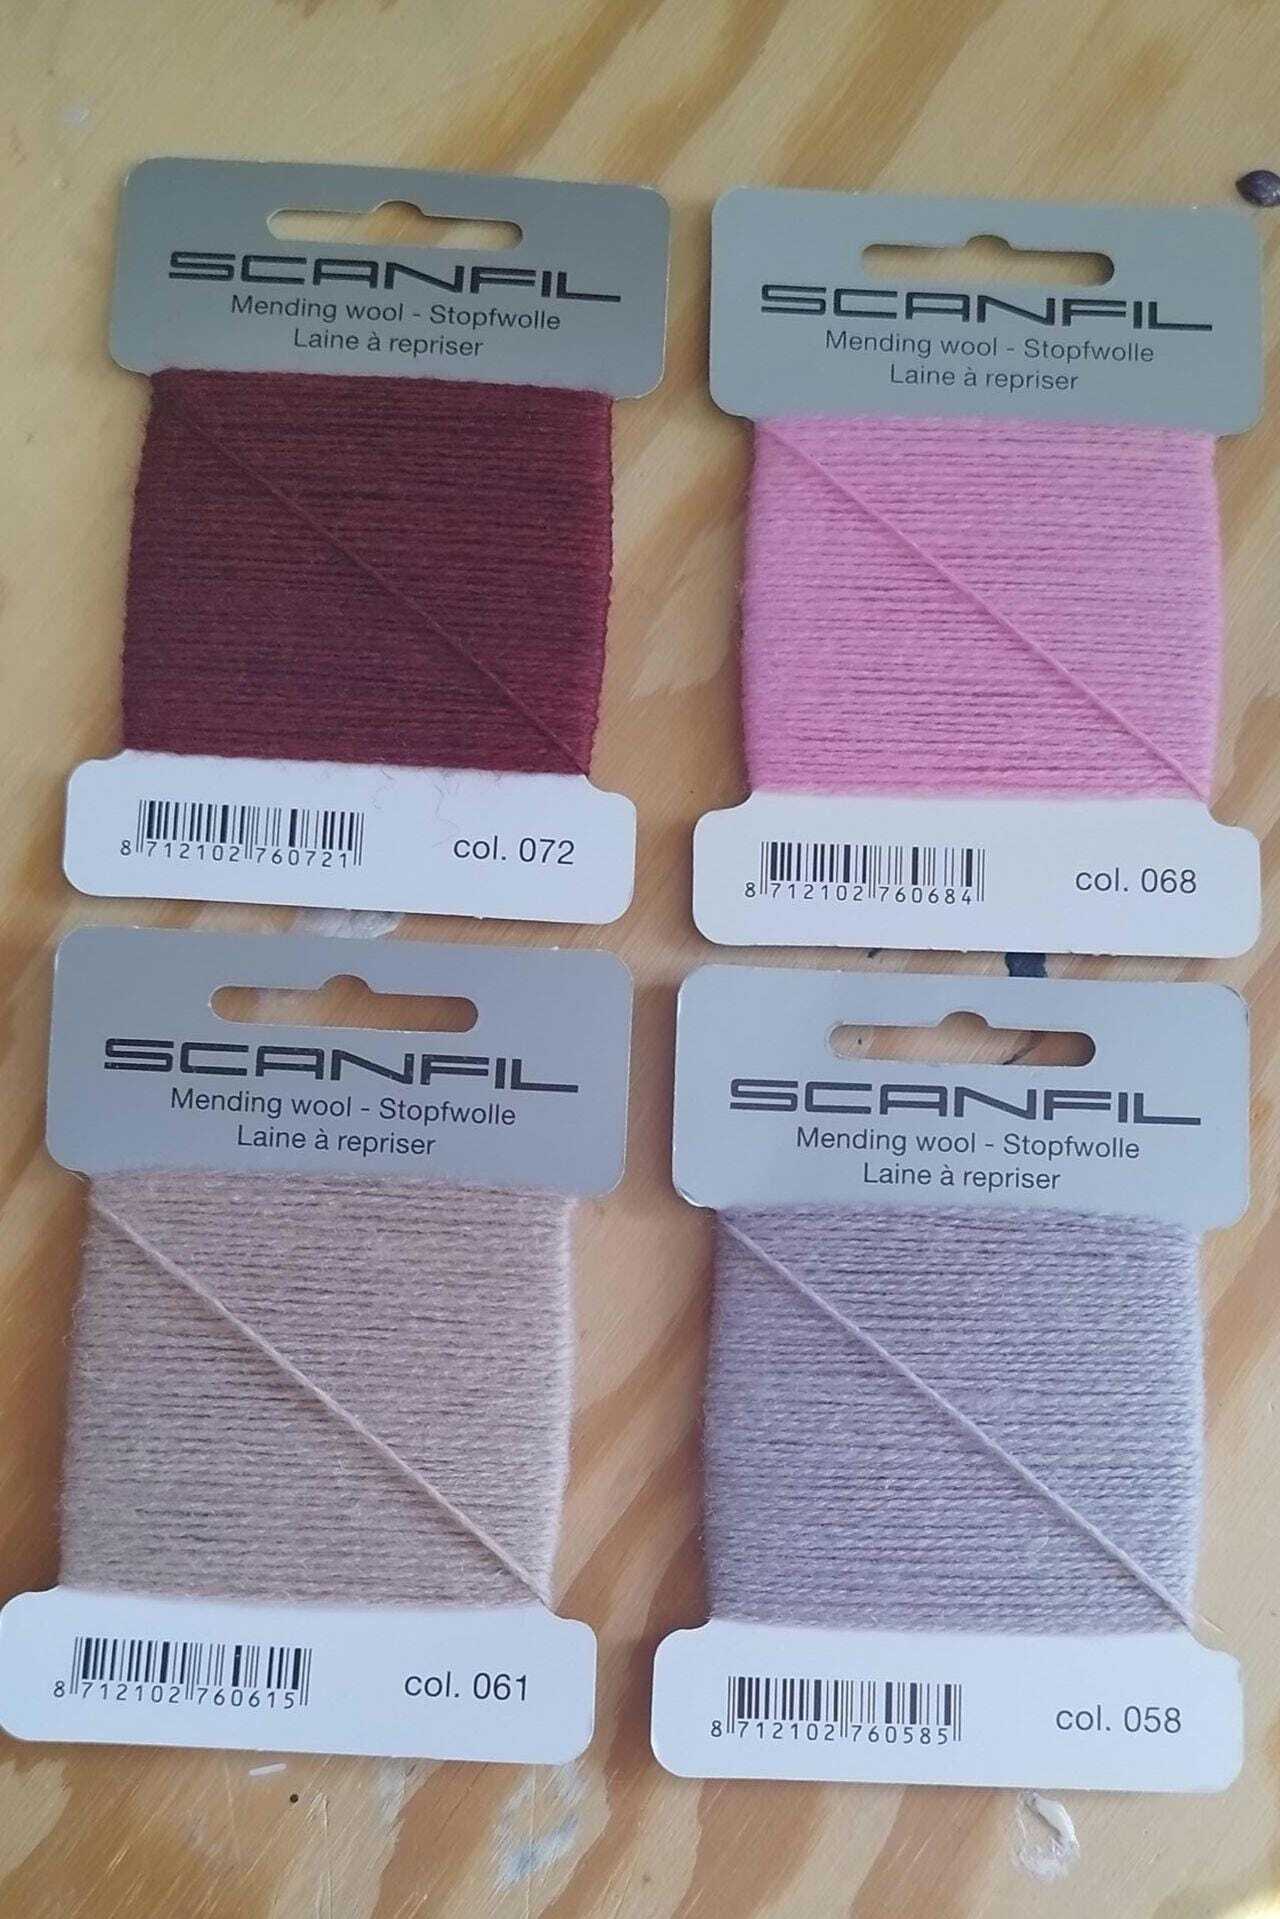 SCANFIL
Mending wool - Stopfwolle
Laine à repriser
8 712102 760721
col. 072
SCANFIL
Mending wool - Stopfwolle
Laine à repriser
8 712102 760684
col. 068
SCANFIL
Mending wool - Stopfwolle
Laine à repriser
8 712102 760615
col. 061
SCANFIL
Mending wool - Stopfwolle
Laine à repriser
8 712102 760585
col. 058